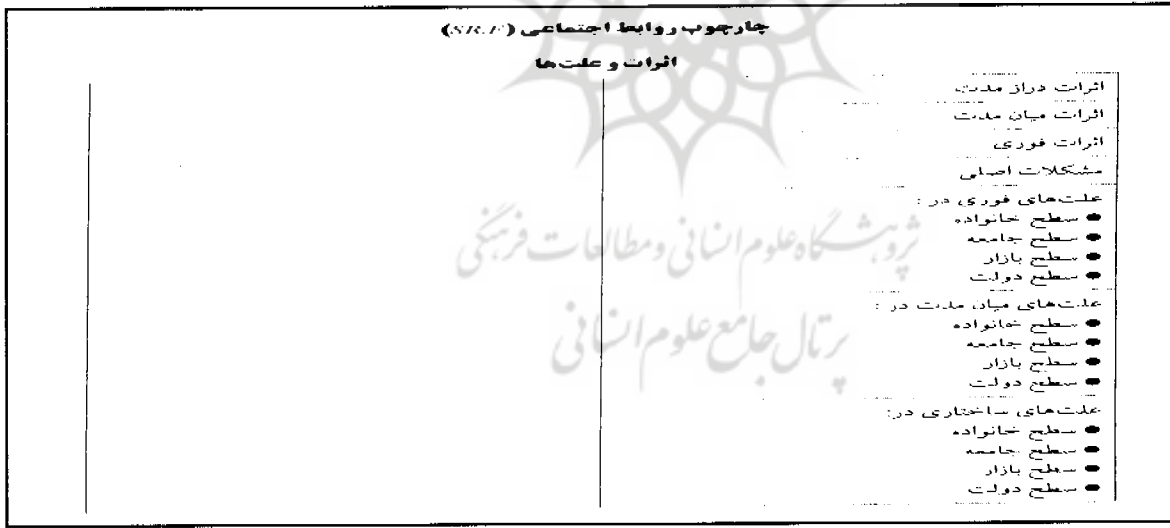 چارچوب روابط اجتماعی (SR.F)
اثرات و علت‌ها
اثرات دراز مدت
اثرات میان مدت
اثرات فوری
مشکلات اصلی
علت‌های فوری در :
● سطح خانواده
● سطح جامعه
● سطح بازار
● سطح دولت
علت‌های میان مدت در :
● سطح خانواده
● سطح جامعه
● سطح بازار
● سطح دولت
علت‌های ساختاری در:
● سطح خانواده
● سطح جامعه
● سطح بازار
● سطح دولت
پژوهشگاه علوم انسانی و مطالعات فرهنگی
پرتال جامع علوم انسانی